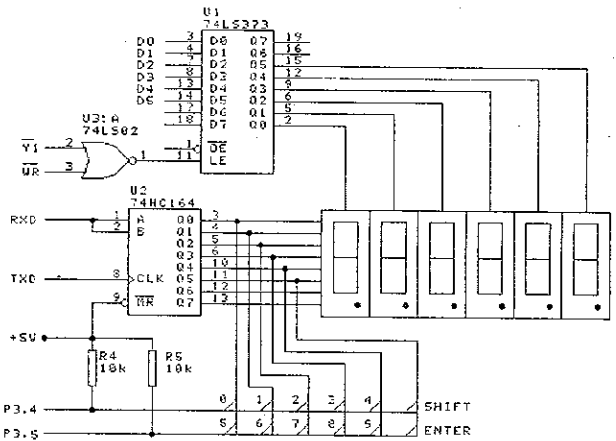 U1
74LS373
D0 3 D0 Q7 19
D1 4 D1 Q6 16
D2 7 D2 Q5 15
D3 8 D3 Q4 12
D4 13 D4 Q3 9
D5 14 D5 Q2 6
17 D6 Q1 5
18 D7 Q0 2
1 OE
11 LE
U3:A
74LS02
Y1 2
WR 3
1
U2
74HC164
RXD 1 A Q0 3
2 B Q1 4
Q2 5
Q3 6
TXD 8 CLK Q4 10
Q5 11
Q6 12
9 MR Q7 13
+5V
R4
10k
R5
10k
P3.4 0 1 2 3 4 SHIFT
P3.5 5 6 7 8 9 ENTER